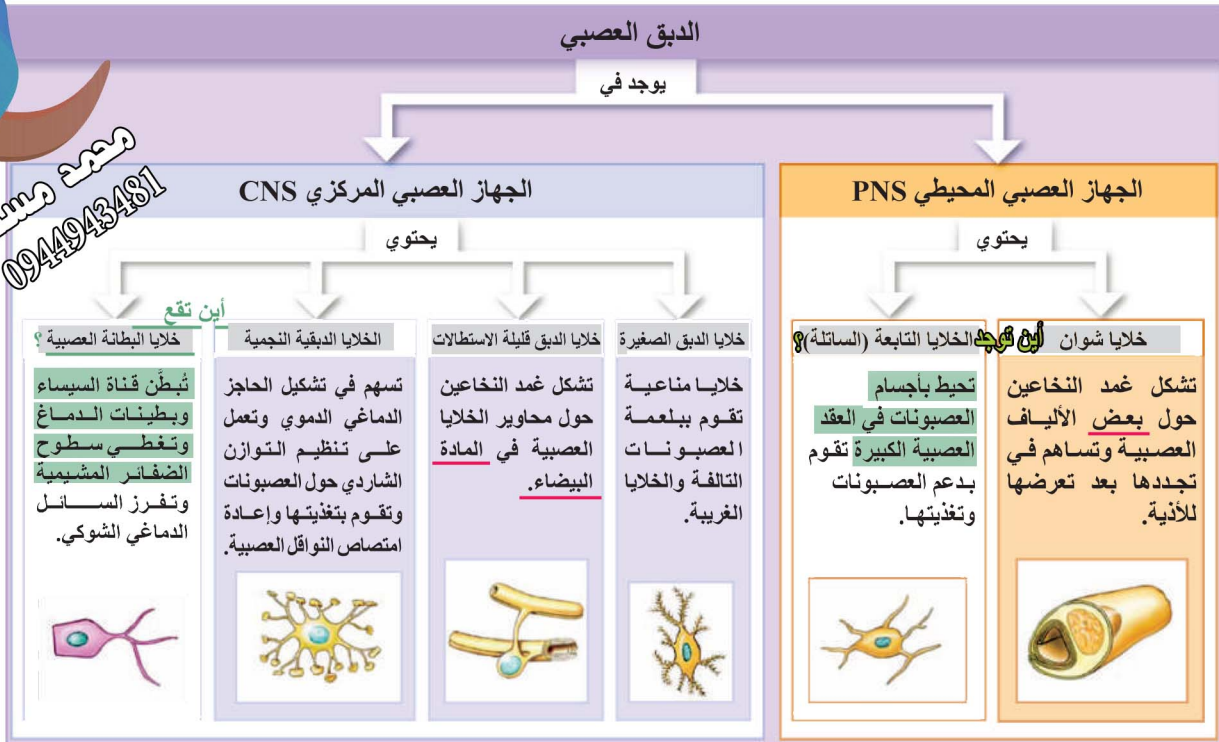 الدبق العصبي
يوجد في
محمد
0944943481
الجهاز العصبي المحيطي PNS
يحتوي
خلايا شوان
تشكل غمد النخاعين
حول بعض الألياف
العصبية وتساهم في
تجددها بعد تعرضها
للأذية.
أين توجد
الخلايا التابعة (الساتلة)؟
تحيط بأجسام
العصبونات في العقد
العصبية الكبيرة تقوم
بدعم العصبونات
وتغذيتها.
الجهاز العصبي المركزي CNS
يحتوي
خلايا الدبق الصغيرة
خلايا مناعية
تقوم ببلعمة
العصبونات
التالفة والخلايا
الغريبة.
خلايا الدبق قليلة الاستطالات
تشكل غمد النخاعين
حول محاوير الخلايا
العصبية في المادة
البيضاء.
الخلايا الدبقية النجمية
تسهم في تشكيل الحاجز
الدماغي الدموي وتعمل
على تنظيم التوازن
الشاردي حول العصبونات
وتقوم بتغذيتها وإعادة
امتصاص النواقل العصبية.
أين تقع
خلايا البطانة العصبية ؟
تُبطَّن قناة السيساء
وبطينات الدماغ
وتغطي سطوح
الضفائر المشيمية
وتفرز السائل
الدماغي الشوكي.